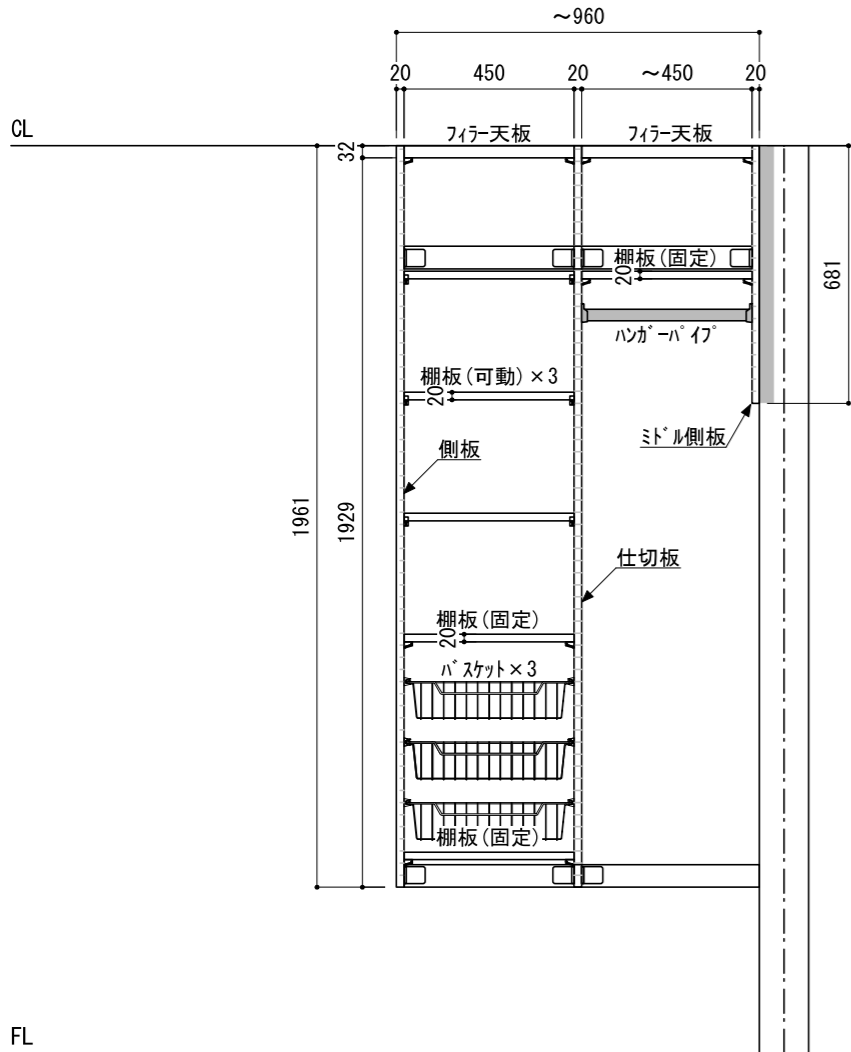 ～960
20 450 20 ～450 20
CL
フィラー天板 フィラー天板
32
棚板(固定)
20
681
ハンガーパイプ
棚板(可動)×3
20
ミドル側板
側板
1961
1929
仕切板
棚板(固定)
20
バスケット×3
棚板(固定)
FL